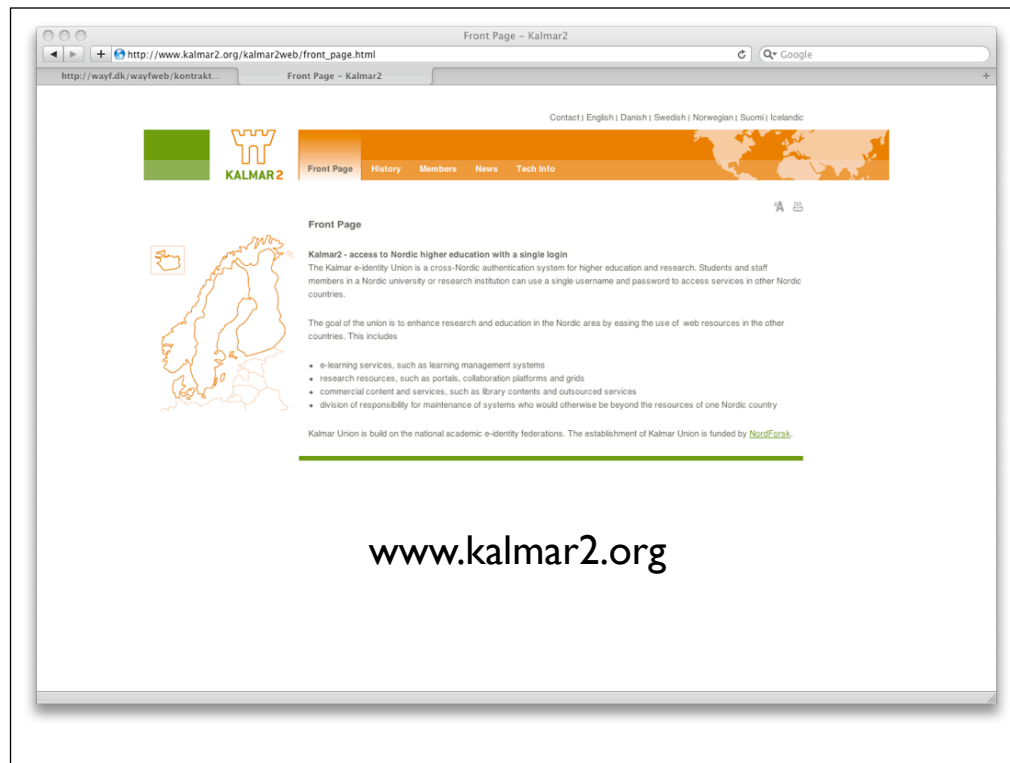 Front Page – Kalmar2
http://www.kalmar2.org/kalmar2web/front_page.html
Google
http://wayf.dk/wayfweb/kontrakt...
Front Page – Kalmar2
Contact | English | Danish | Swedish | Norwegian | Suomi | Icelandic
KALMAR2
Front Page History Members News Tech Info
Front Page
Kalmar2 - access to Nordic higher education with a single login
The Kalmar e-identity Union is a cross-Nordic authentication system for higher education and research. Students and staff
members in a Nordic university or research institution can use a single username and password to access services in other Nordic
countries.
The goal of the union is to enhance research and education in the Nordic area by easing the use of web resources in the other
countries. This includes
• e-learning services, such as learning management systems
• research resources, such as portals, collaboration platforms and grids
• commercial content and services, such as library contents and outsourced services
• division of responsibility for maintenance of systems who would otherwise be beyond the resources of one Nordic country
Kalmar Union is build on the national academic e-identity federations. The establishment of Kalmar Union is funded by NordForsk.
www.kalmar2.org